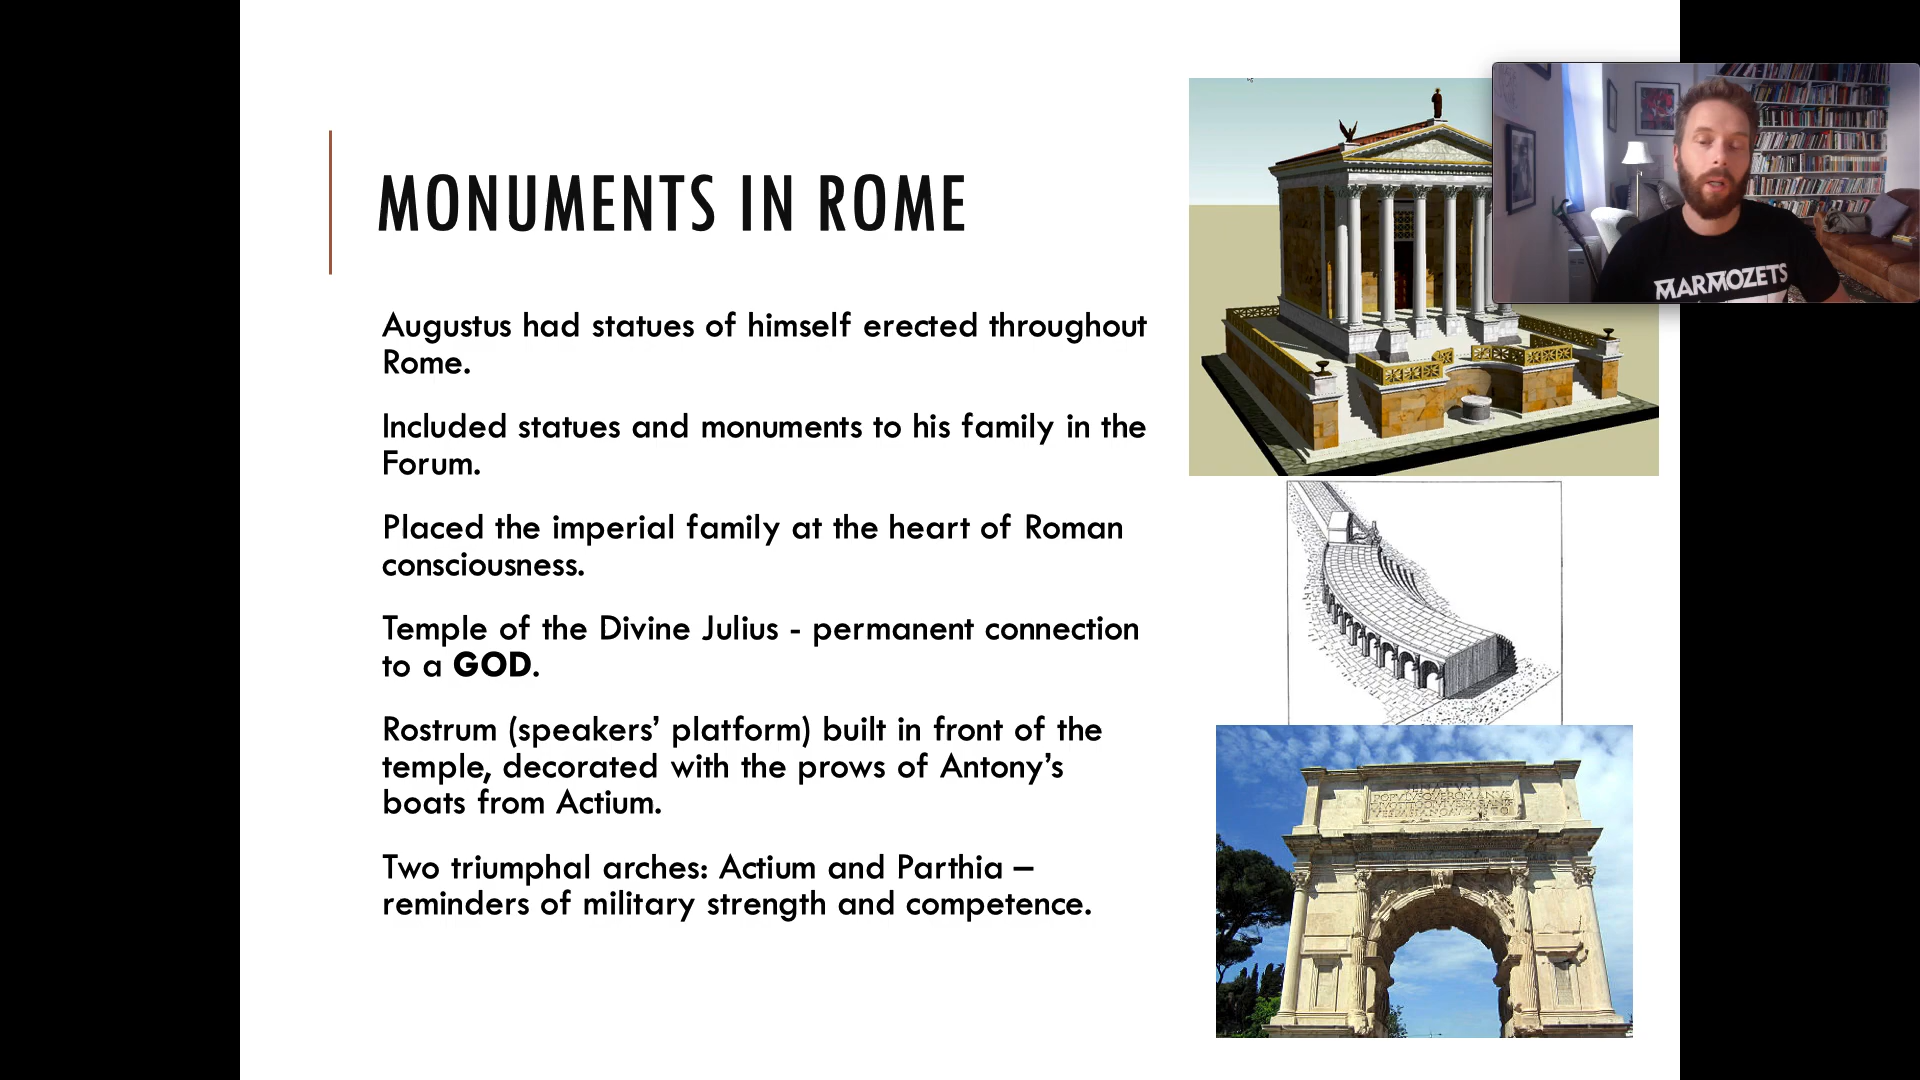 MONUMENTS IN ROME
Augustus had statues of himself erected throughout
Rome.
Included statues and monuments to his family in the
Forum.
Placed the imperial family at the heart of Roman
consciousness.
Temple of the Divine Julius - permanent connection
to a GOD.
Rostrum (speakers’ platform) built in front of the
temple, decorated with the prows of Antony’s
boats from Actium.
Two triumphal arches: Actium and Parthia –
reminders of military strength and competence.
MARMOZETS
SENATVS